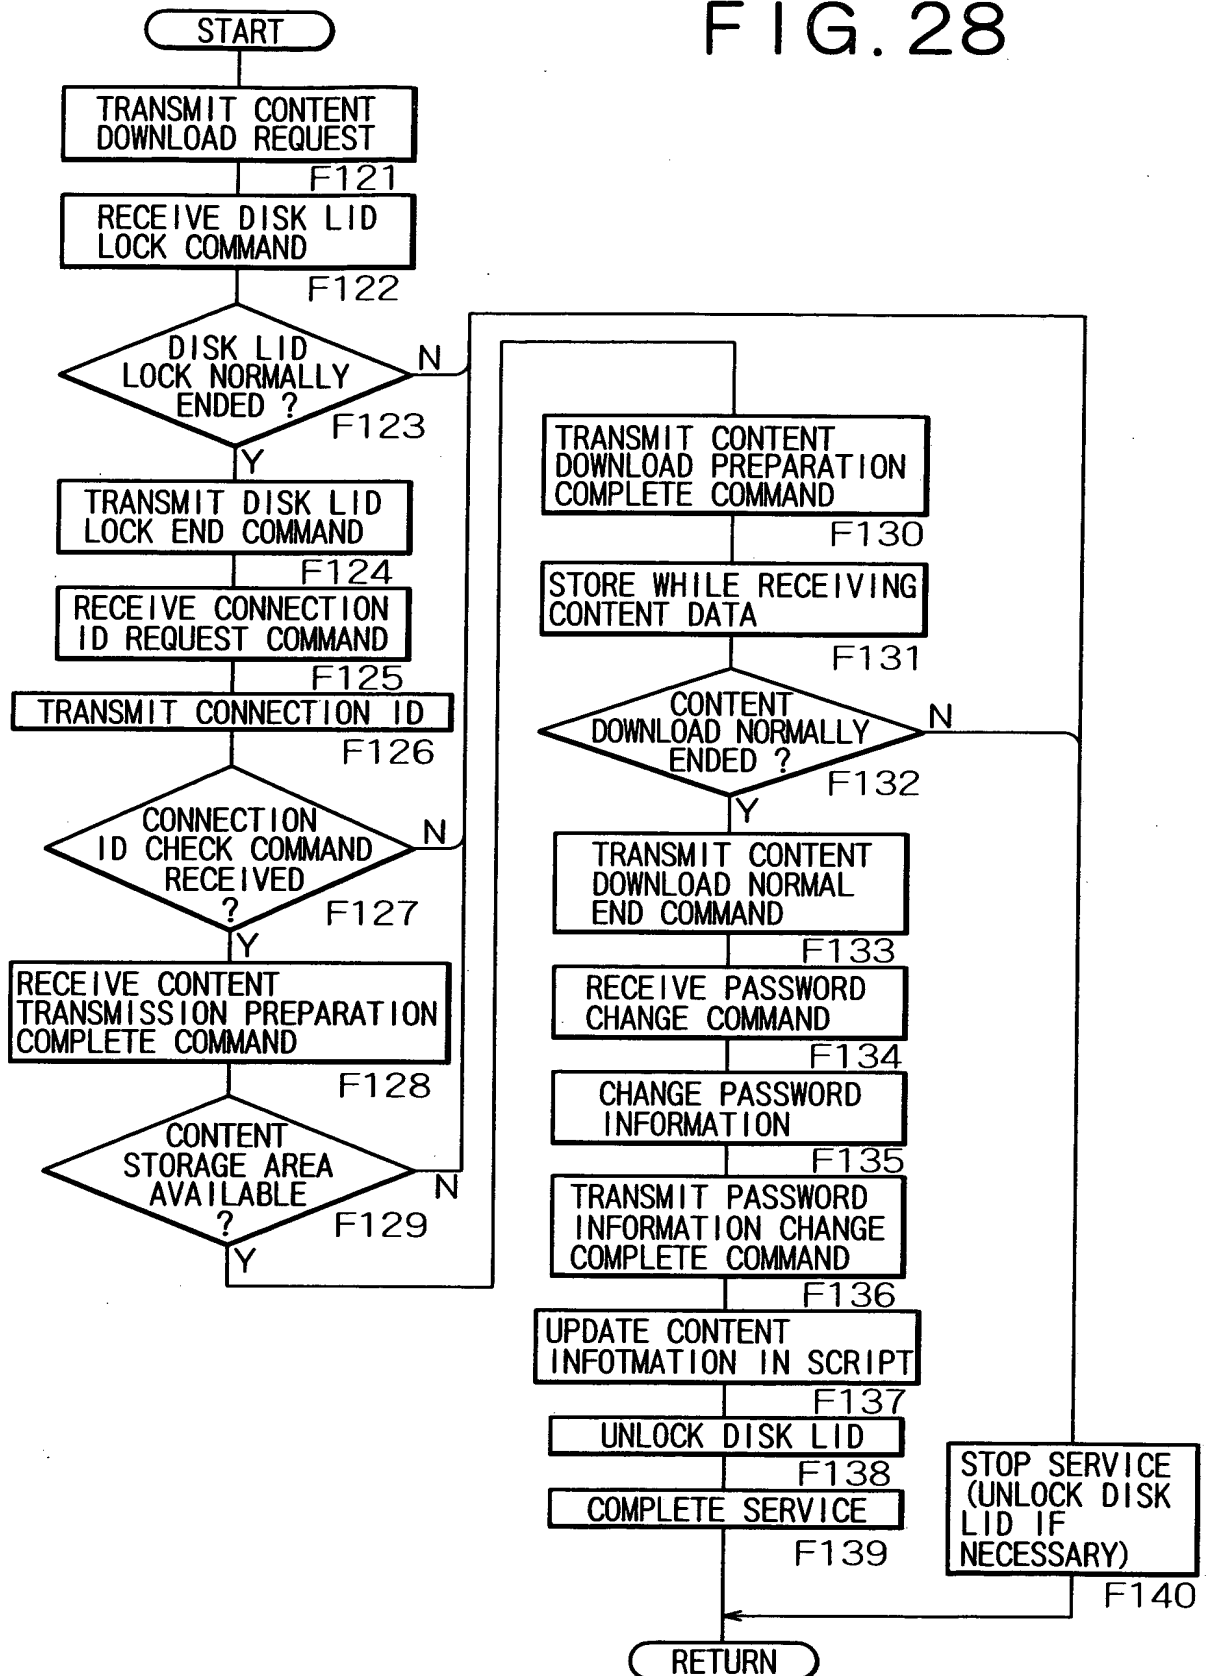 FIG. 28
START
TRANSMIT CONTENT
DOWNLOAD REQUEST
F121
RECEIVE DISK LID
LOCK COMMAND
F122
DISK LID
LOCK NORMALLY
ENDED ?
N
F123
Y
TRANSMIT DISK LID
LOCK END COMMAND
F124
RECEIVE CONNECTION
ID REQUEST COMMAND
F125
TRANSMIT CONNECTION ID
F126
CONNECTION
ID CHECK COMMAND
RECEIVED
?
N
F127
Y
RECEIVE CONTENT
TRANSMISSION PREPARATION
COMPLETE COMMAND
F128
CONTENT
STORAGE AREA
AVAILABLE
?
N
F129
Y
TRANSMIT CONTENT
DOWNLOAD PREPARATION
COMPLETE COMMAND
F130
STORE WHILE RECEIVING
CONTENT DATA
F131
CONTENT
DOWNLOAD NORMALLY
ENDED ?
N
F132
Y
TRANSMIT CONTENT
DOWNLOAD NORMAL
END COMMAND
F133
RECEIVE PASSWORD
CHANGE COMMAND
F134
CHANGE PASSWORD
INFORMATION
F135
TRANSMIT PASSWORD
INFORMATION CHANGE
COMPLETE COMMAND
F136
UPDATE CONTENT
INFOTMATION IN SCRIPT
F137
UNLOCK DISK LID
F138
COMPLETE SERVICE
F139
STOP SERVICE
(UNLOCK DISK
LID IF
NECESSARY)
F140
RETURN